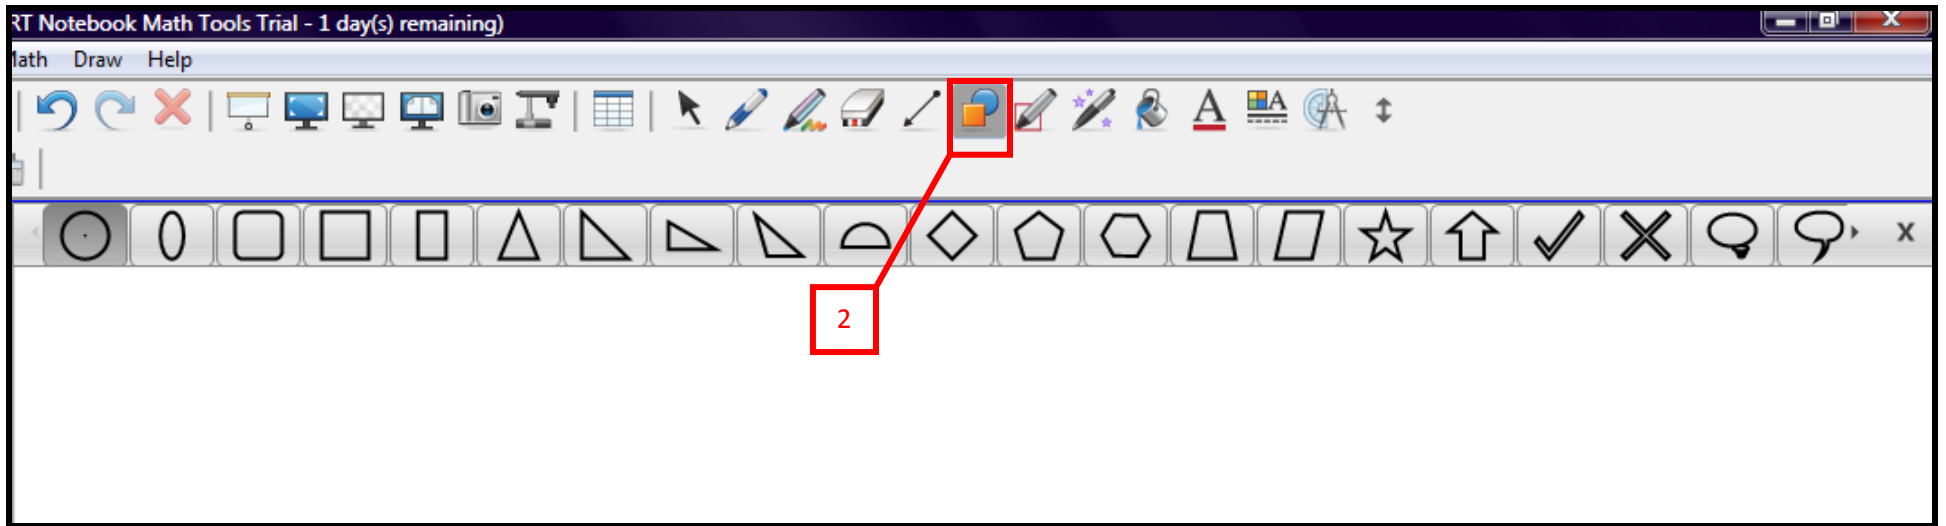 RT Notebook Math Tools Trial - 1 day(s) remaining)
lath Draw Help
2